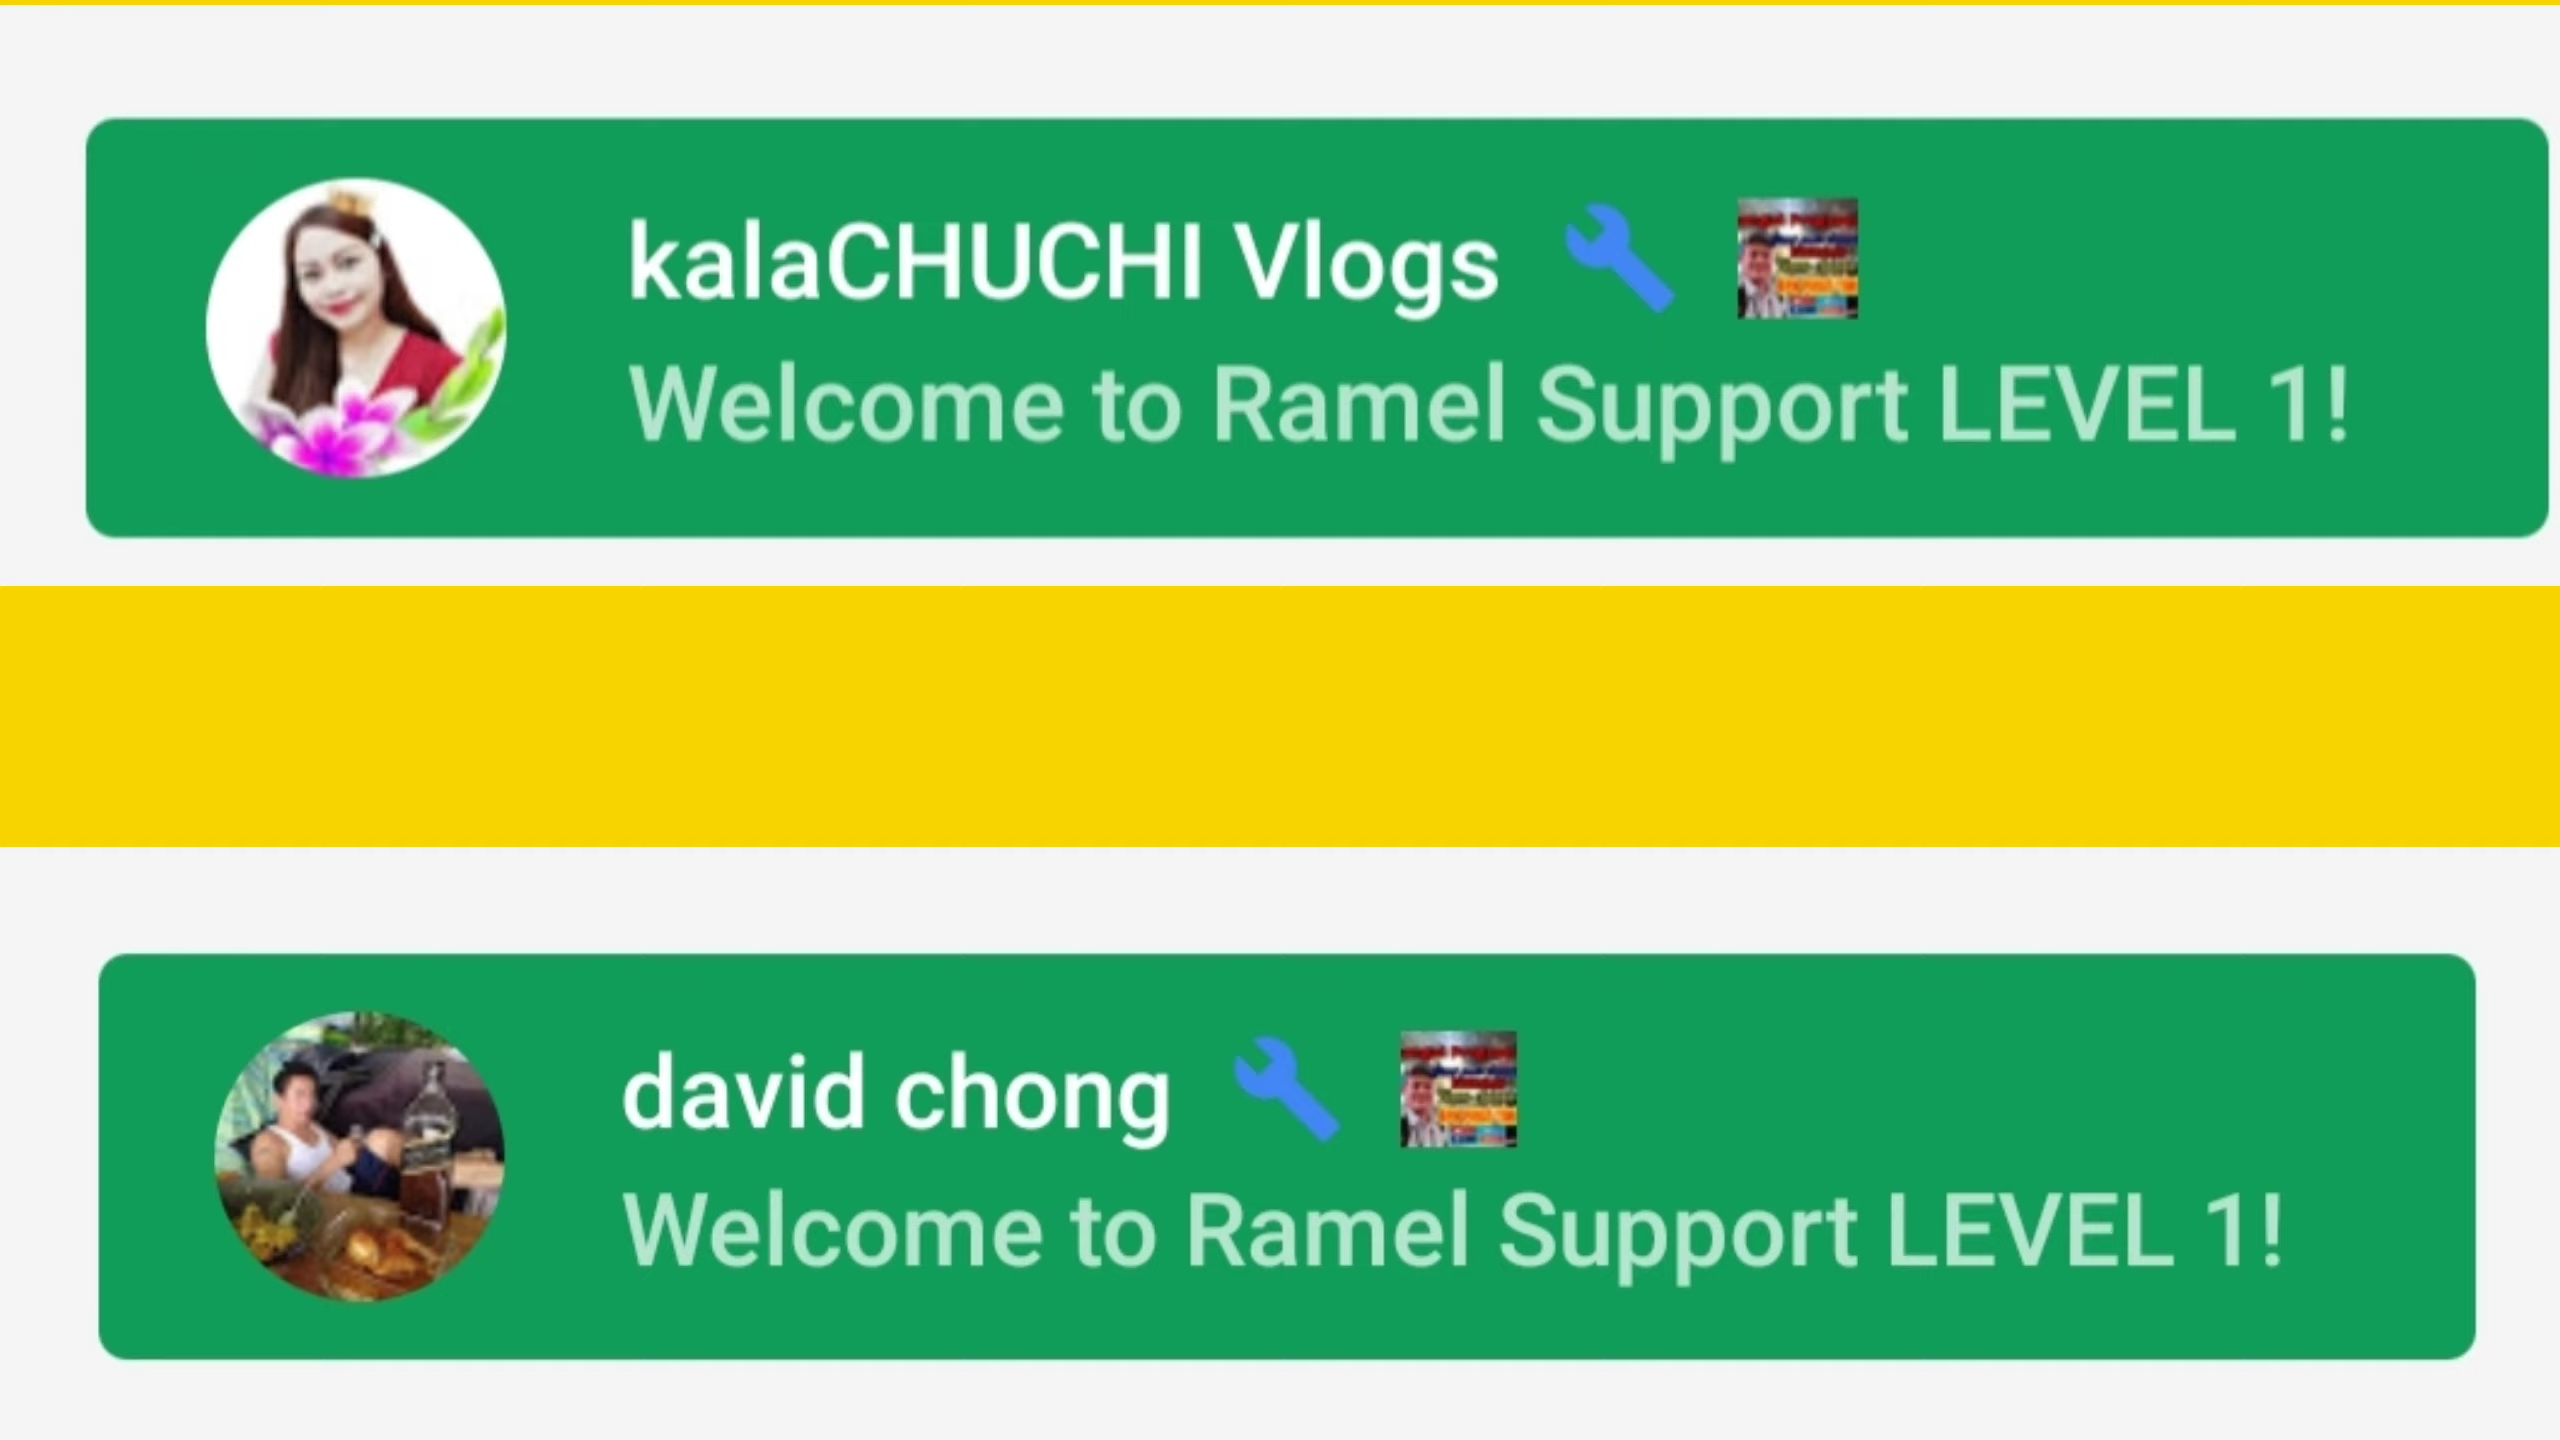 kalaCHUCHI Vlogs
Welcome to Ramel Support LEVEL 1!
david chong
Welcome to Ramel Support LEVEL 1!